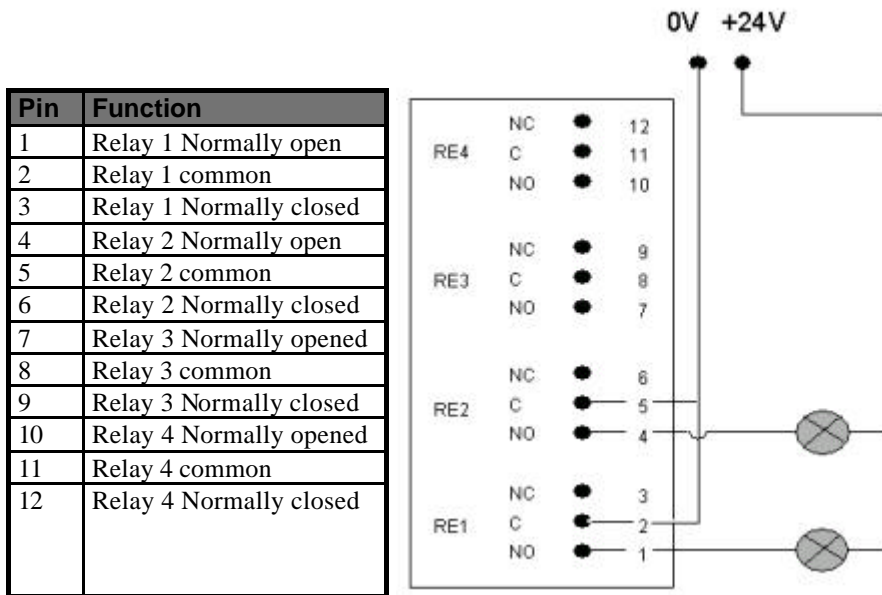 Pin Function
1 Relay 1 Normally open
2 Relay 1 common
3 Relay 1 Normally closed
4 Relay 2 Normally open
5 Relay 2 common
6 Relay 2 Normally closed
7 Relay 3 Normally opened
8 Relay 3 common
9 Relay 3 Normally closed
10 Relay 4 Normally opened
11 Relay 4 common
12 Relay 4 Normally closed
0V +24V
NC 12
RE4 C 11
NO 10
NC 9
RE3 C 8
NO 7
NC 6
RE2 C 5
NO 4
NC 3
RE1 C 2
NO 1